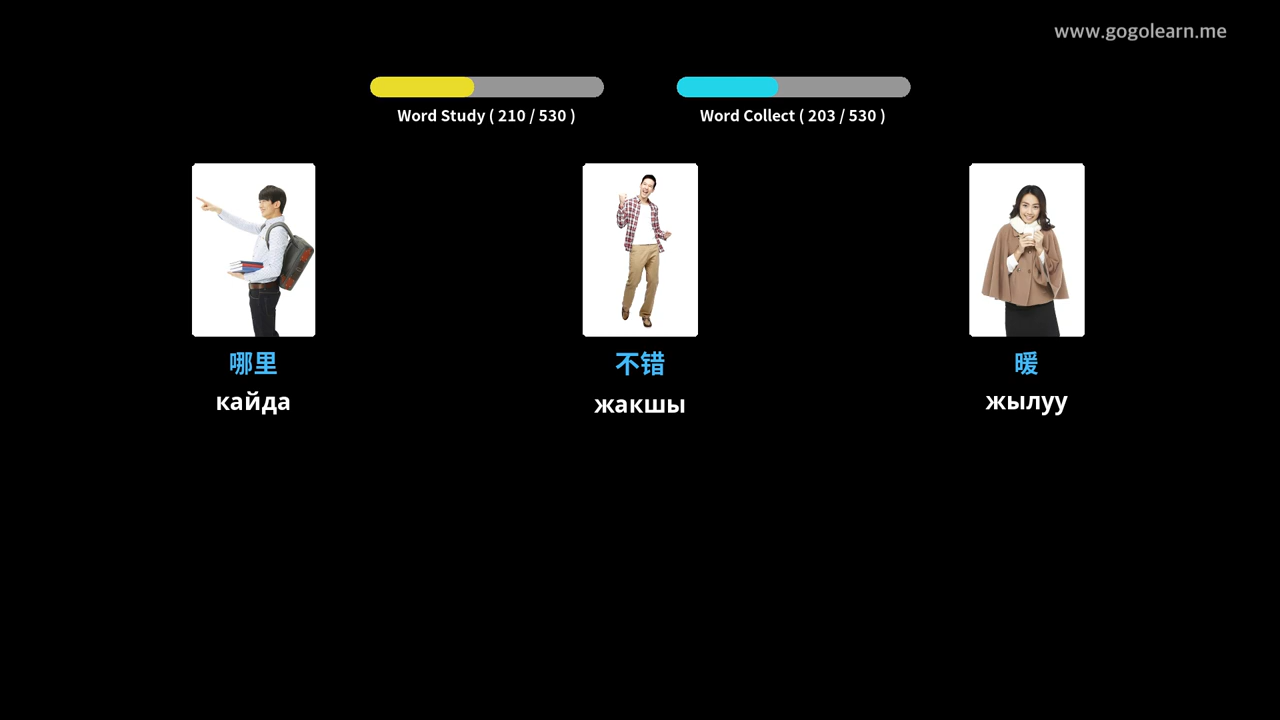 www.gogolearn.me
Word Study ( 210 / 530 )
Word Collect ( 203 / 530 )
哪里
不错
暖
кайда
жакшы
жылуу